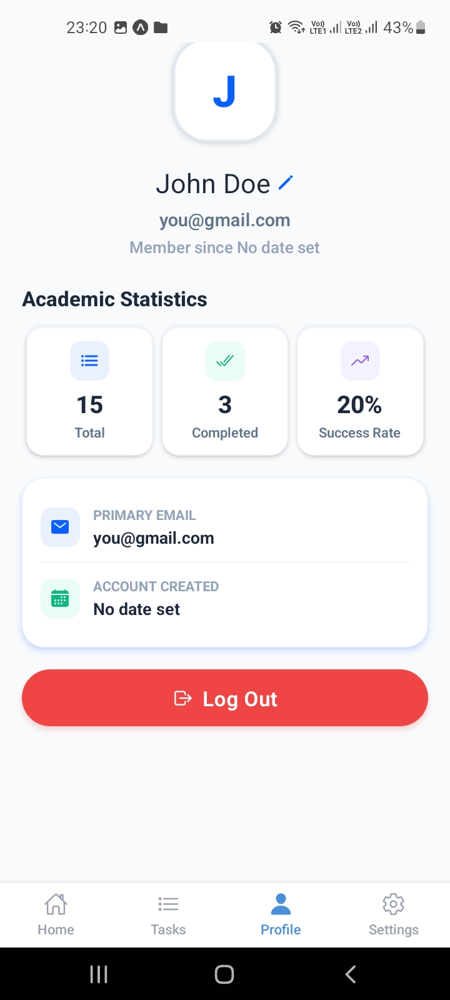 23:20 Vo)) LTE1 Vo)) LTE2 43%
J
John Doe
you@gmail.com
Member since No date set
Academic Statistics
15 3 20%
Total Completed Success Rate
PRIMARY EMAIL
you@gmail.com
ACCOUNT CREATED
No date set
Log Out
Home Tasks Profile Settings